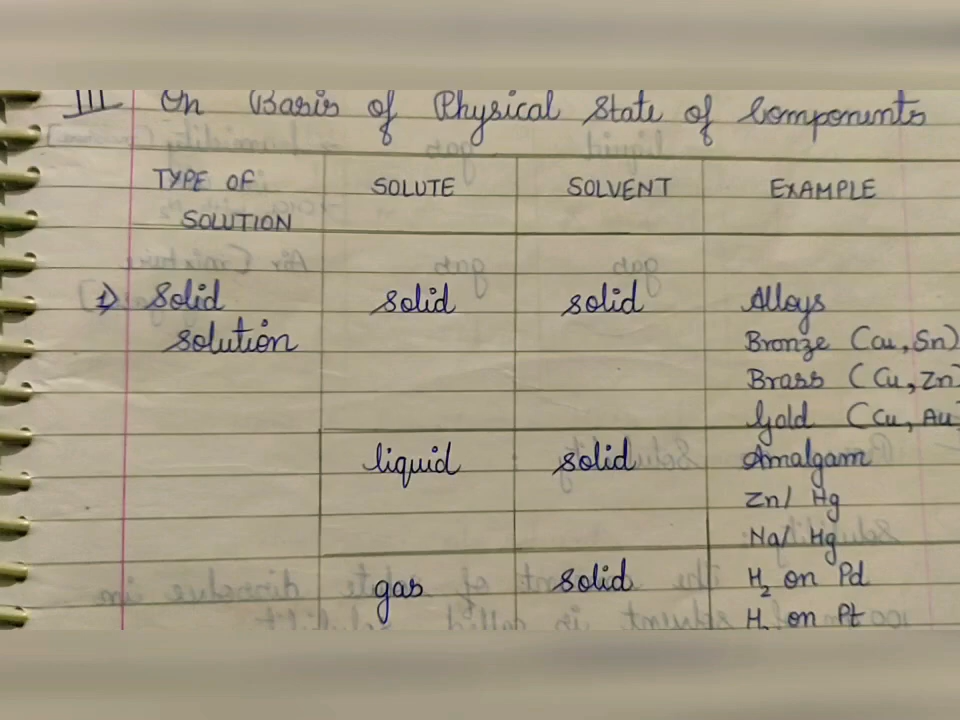 III On Basis of Physical State of Components
TYPE OF SOLUTION SOLUTE SOLVENT EXAMPLE
1) Solid solution solid solid Alloys
Bronze (Cu, Sn)
Brass (Cu, Zn)
Gold (Cu, Au)
liquid solid Amalgam
Zn/ Hg
Na/ Hg
gas solid H₂ on Pd
H₂ on Pt